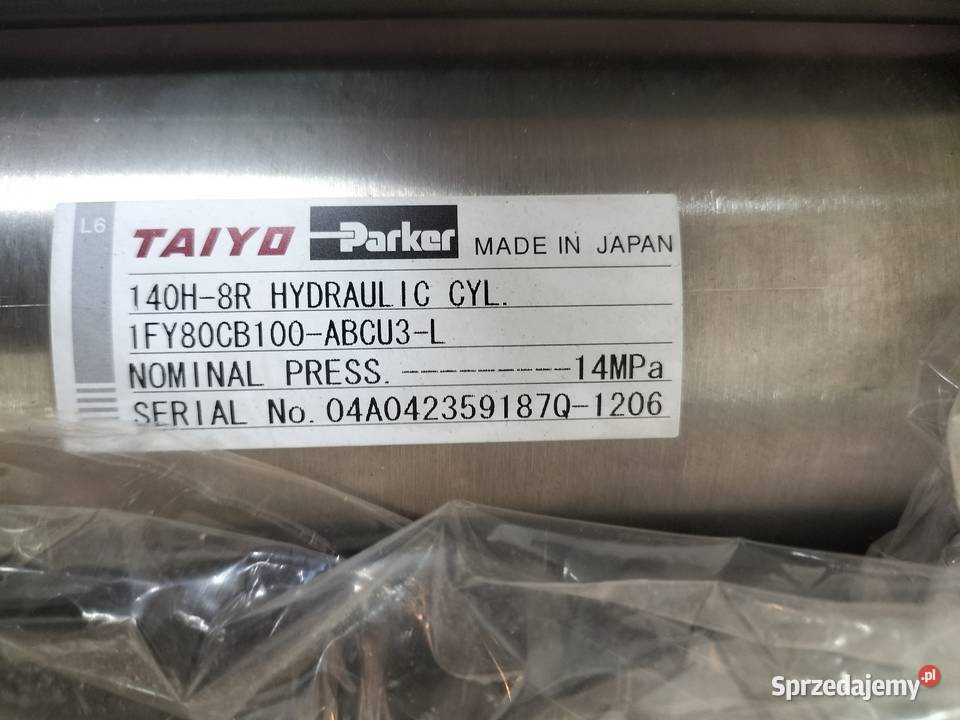 L6
TAIYO Parker MADE IN JAPAN
140H-8R HYDRAULIC CYL.
1FY80CB100-ABCU3-L
NOMINAL PRESS. ----------14MPa
SERIAL No. 04A042359187Q-1206
Sprzedajemy.pl